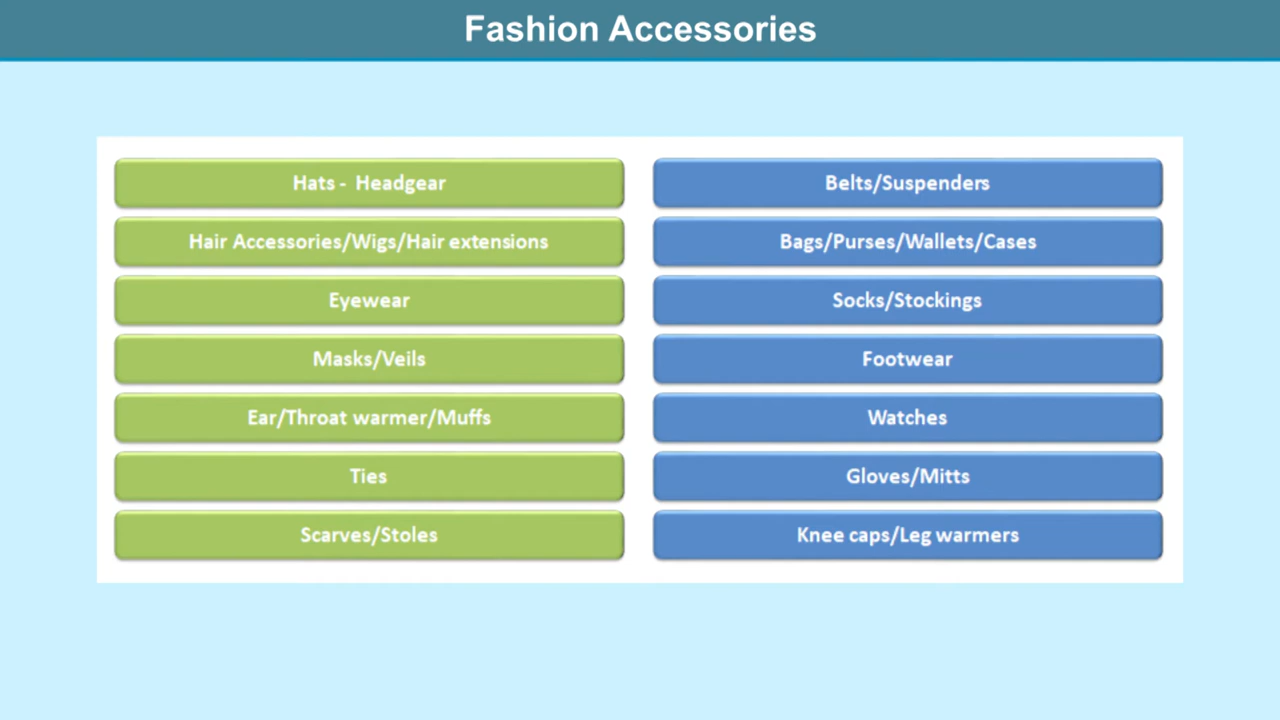 Fashion Accessories
Hats - Headgear
Hair Accessories/Wigs/Hair extensions
Eyewear
Masks/Veils
Ear/Throat warmer/Muffs
Ties
Scarves/Stoles
Belts/Suspenders
Bags/Purses/Wallets/Cases
Socks/Stockings
Footwear
Watches
Gloves/Mitts
Knee caps/Leg warmers